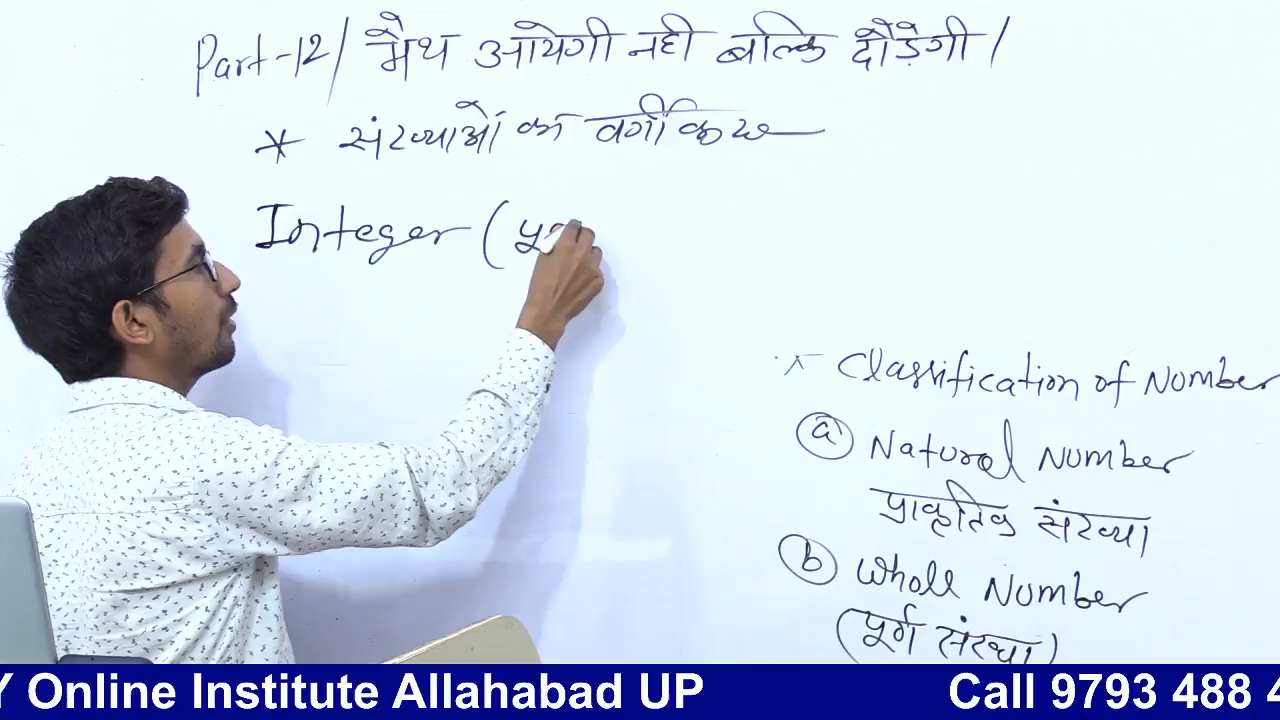 Part-12/ मैथ आयेगी नही बल्कि दौड़ेगी/
* संख्याओं का वर्गीकरण
Integer (पू
* Classification of Number
(a) Natural Number
प्राकृतिक संख्या
(b) Whole Number
(पूर्ण संख्या)
Y Online Institute Allahabad UP Call 9793 488 4